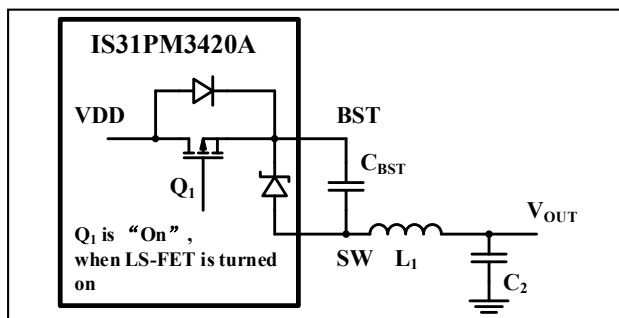 IS31PM3420A
VDD
BST
Q1
CBST
Q1 is “On”,
when LS-FET is turned
on
SW
L1
VOUT
C2